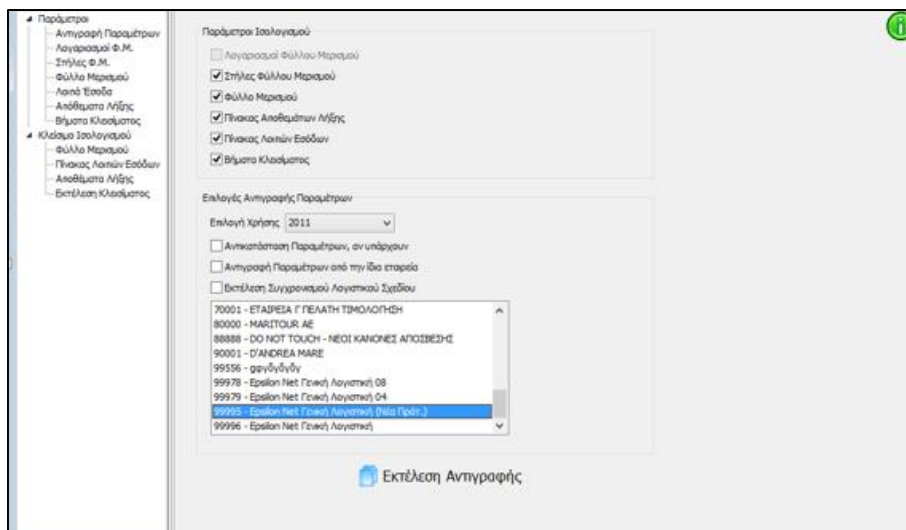 Παράμετροι
Αντιγραφή Παραμέτρων
Λογαριασμοί Φ.Μ.
Στήλες Φ.Μ.
Φύλλο Μερισμού
Λοιπά Έσοδα
Απόθεματα Λήξης
Βήματα Κλεισίματος
Κλείσιμο Ισολογισμού
Φύλλο Μερισμού
Πίνακας Λοιπών Εσόδων
Αποθέματα Λήξης
Εκτέλεση Κλεισίματος
Παράμετροι Ισολογισμού
Λογαριασμοί Φύλλου Μερισμού
Στήλες Φύλλου Μερισμού
Φύλλο Μερισμού
Πίνακας Αποθεμάτων Λήξης
Πίνακας Λοιπών Εσόδων
Βήματα Κλεισίματος
Επιλογές Αντιγραφής Παραμέτρων
Επιλογή Χρήσης 2011
Αντικατάσταση Παραμέτρων, αν υπάρχουν
Αντιγραφή Παραμέτρων από την ίδια εταιρεία
Εκτέλεση Συγχρονισμού Λογιστικού Σχεδίου
70001 - ΕΤΑΙΡΕΙΑ Γ ΠΕΛΑΤΗ ΤΙΜΟΛΟΓΗΣΗ
80000 - MARITOUR AE
88888 - DO NOT TOUCH - ΝΕΟΙ ΚΑΝΟΝΕΣ ΑΠΟΣΒΕΣΗΣ
90001 - D'ANDREA MARE
99556 - φγνδγδγδγ
99978 - Epsilon Net Γενική Λογιστική 08
99979 - Epsilon Net Γενική Λογιστική 04
99995 - Epsilon Net Γενική Λογιστική (Νέα Πρότ.)
99996 - Epsilon Net Γενική Λογιστική
Εκτέλεση Αντιγραφής